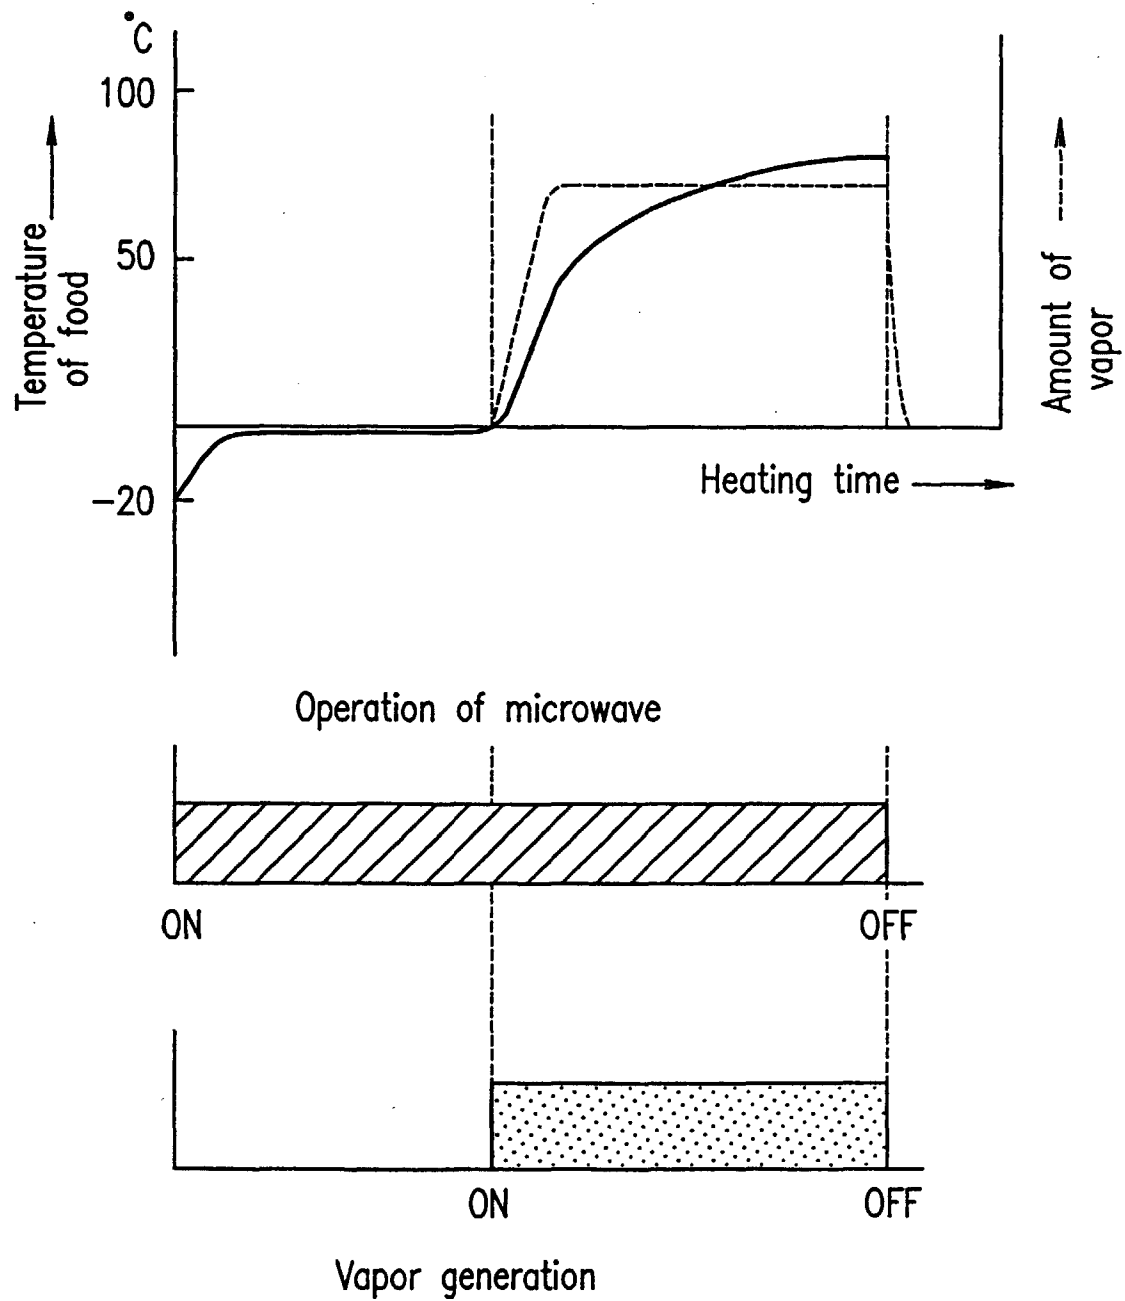 °C
100
50
−20
Temperature
of food
Amount of
vapor
Heating time
Operation of microwave
ON
OFF
ON
OFF
Vapor generation